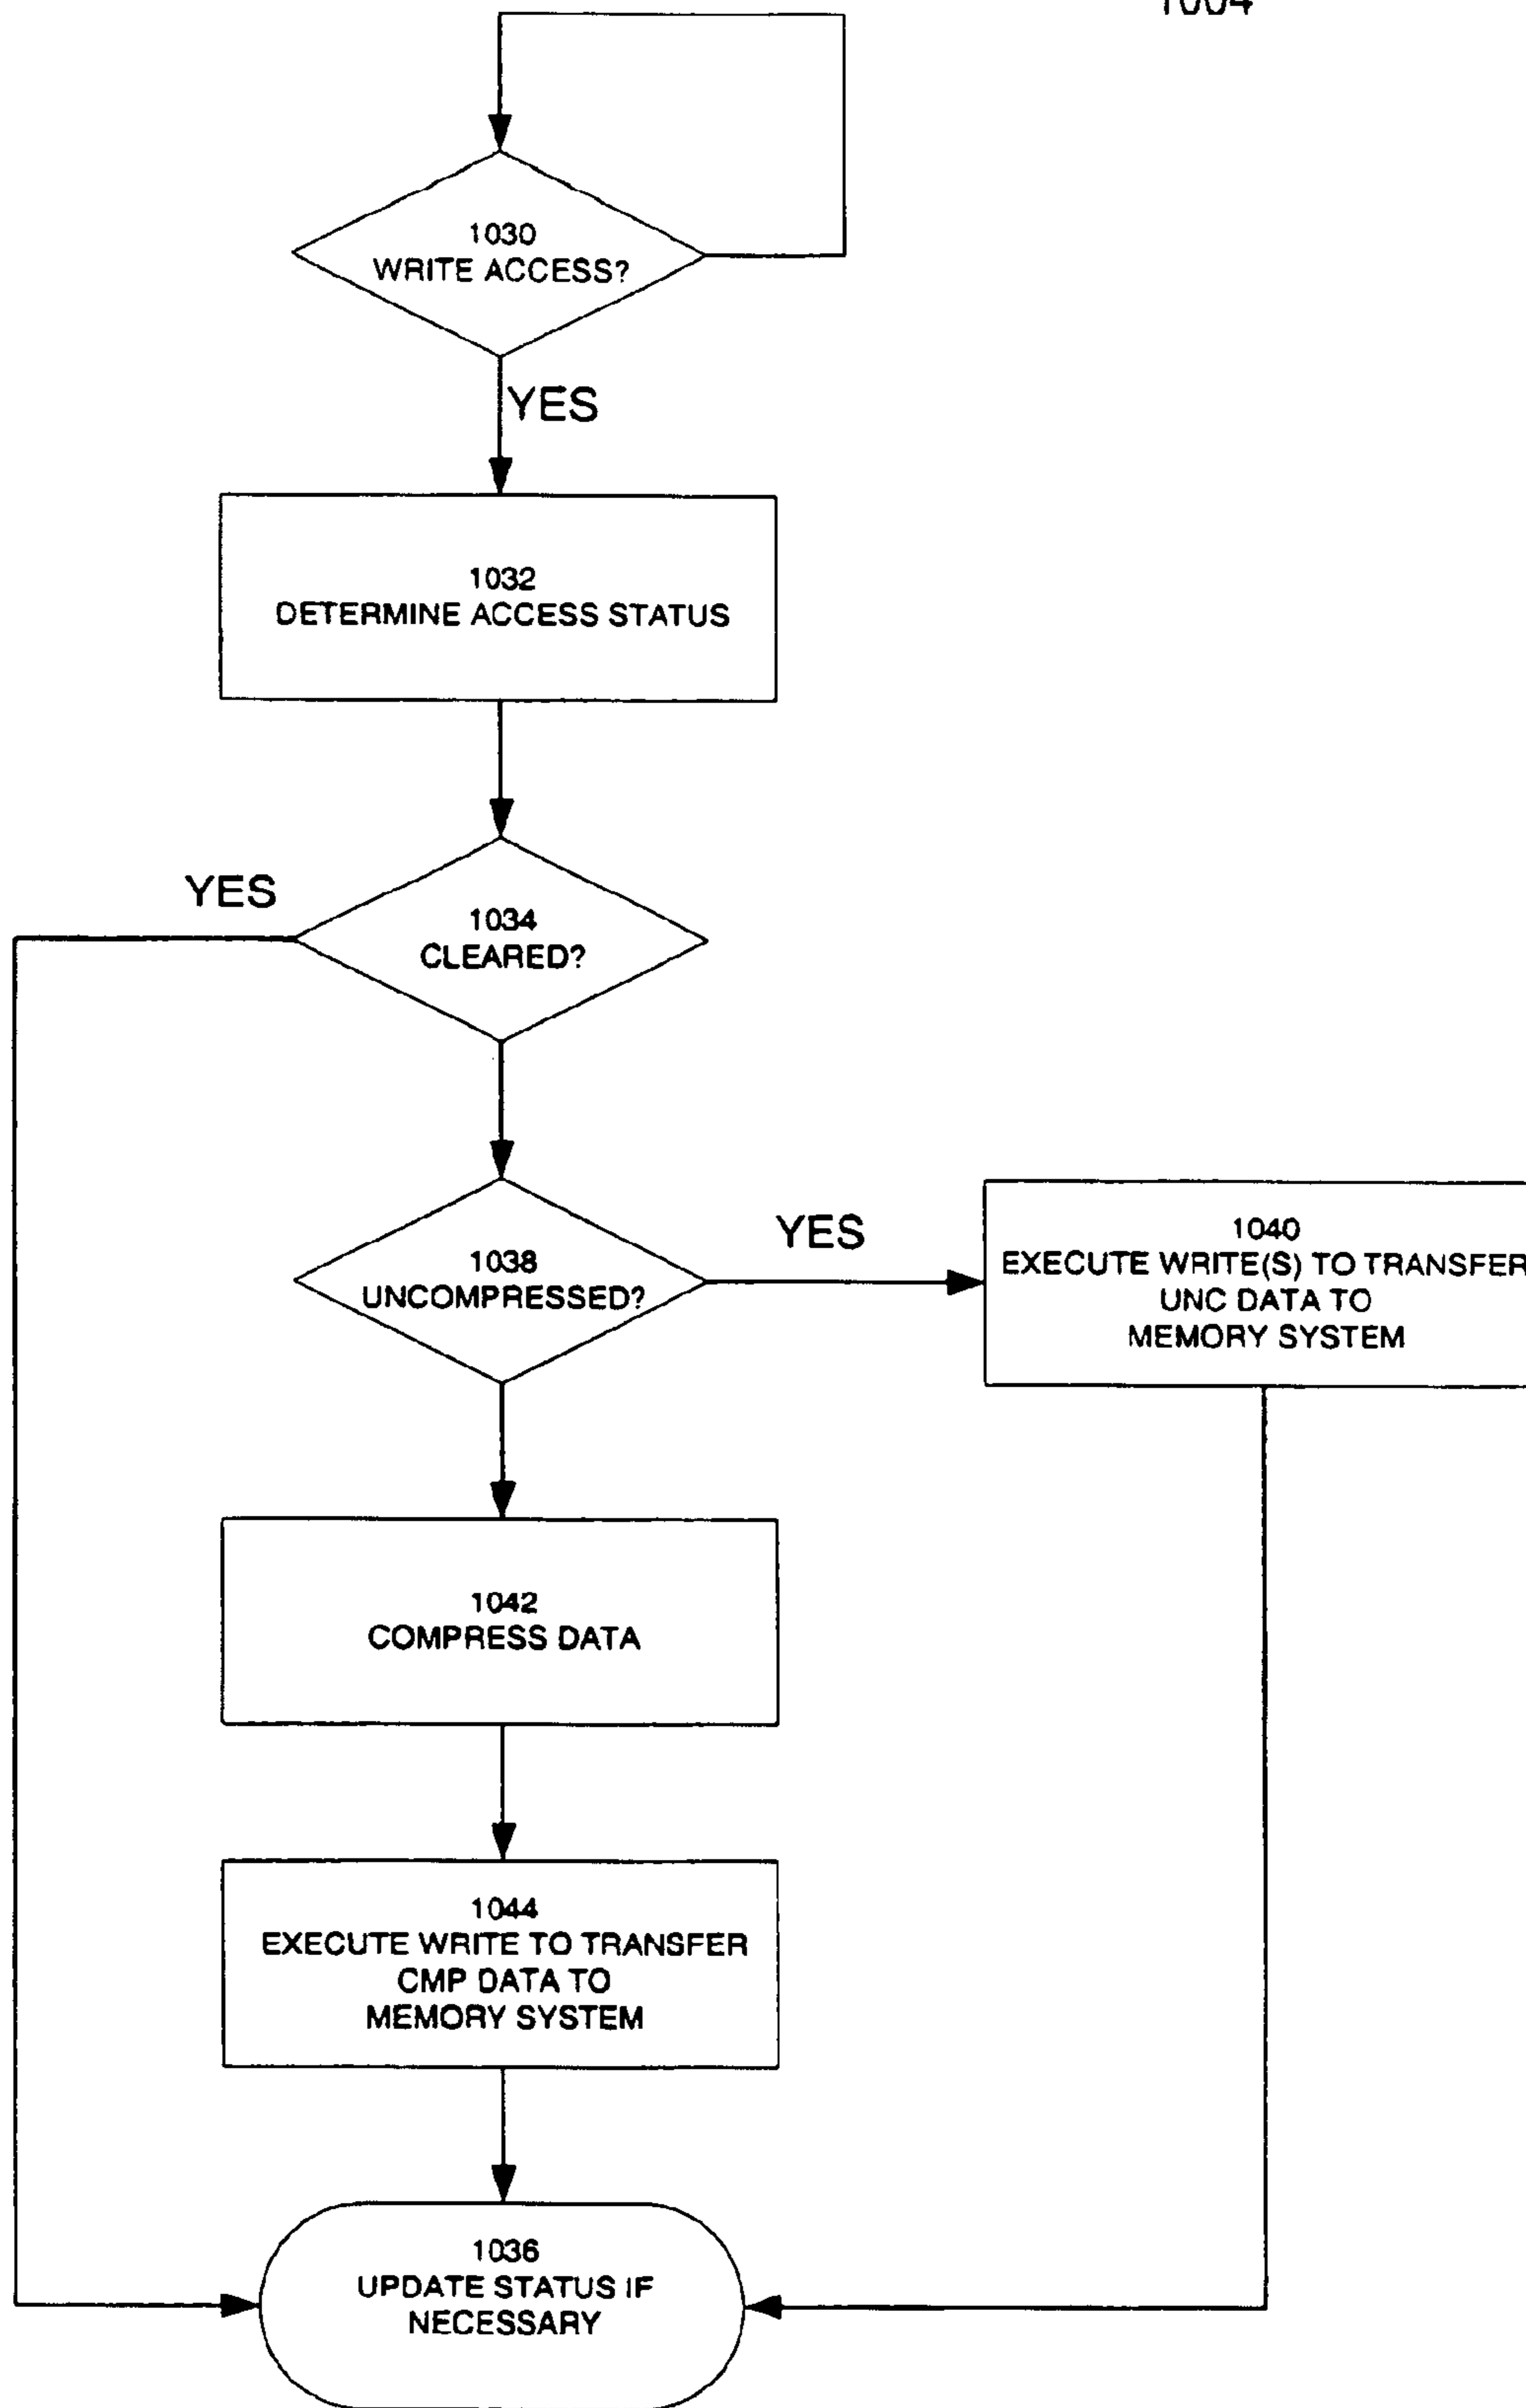 1004
1030
WRITE ACCESS?
YES
1032
DETERMINE ACCESS STATUS
YES
1034
CLEARED?
1038
UNCOMPRESSED?
YES
1040
EXECUTE WRITE(S) TO TRANSFER
UNC DATA TO
MEMORY SYSTEM
1042
COMPRESS DATA
1044
EXECUTE WRITE TO TRANSFER
CMP DATA TO
MEMORY SYSTEM
1036
UPDATE STATUS IF
NECESSARY